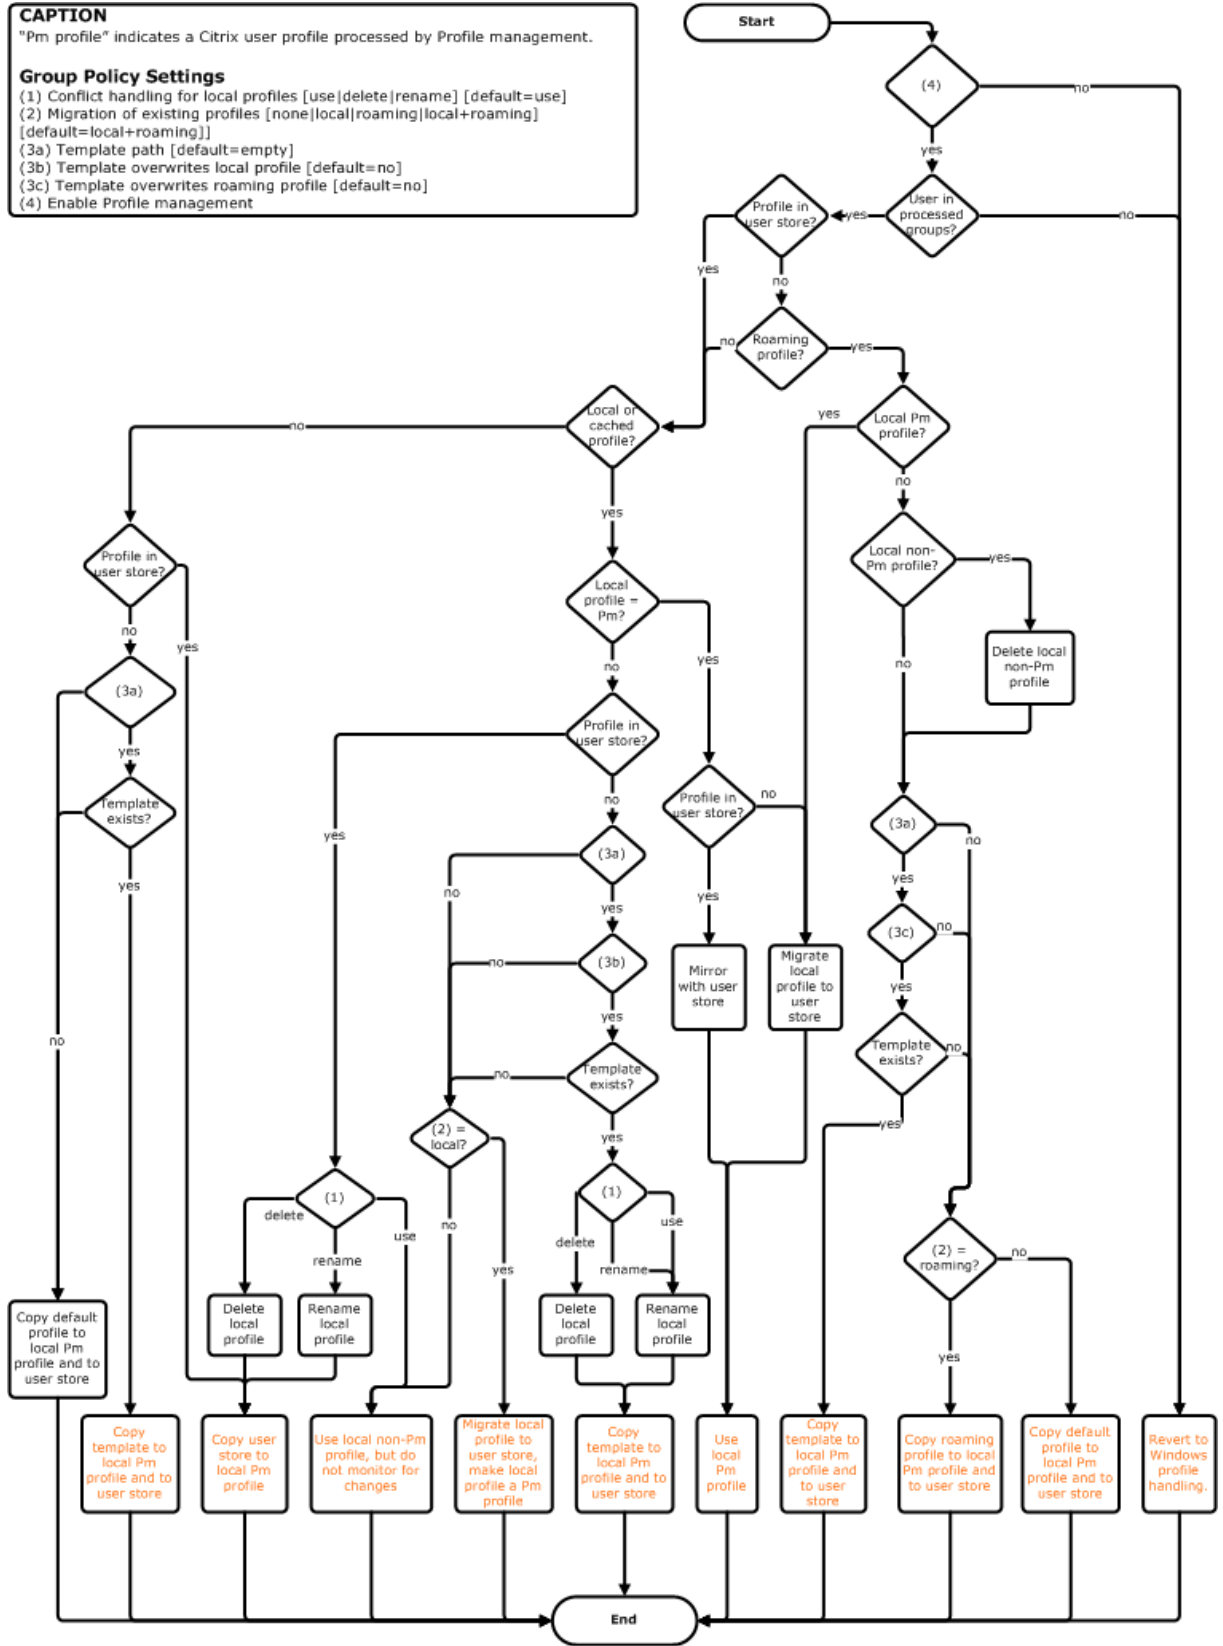 CAPTION
"Pm profile" indicates a Citrix user profile processed by Profile management.
Group Policy Settings
(1) Conflict handling for local profiles [use|delete|rename] [default=use]
(2) Migration of existing profiles [none|local|roaming|local+roaming]
[default=local+roaming]]
(3a) Template path [default=empty]
(3b) Template overwrites local profile [default=no]
(3c) Template overwrites roaming profile [default=no]
(4) Enable Profile management
Start
(4)
no
yes
User in
processed
groups?
no
yes
Profile in
user store?
yes
no
Roaming
profile?
no
yes
Local or
cached
profile?
no
yes
Local Pm
profile?
yes
no
Local non-
Pm profile?
yes
no
Delete local
non-Pm
profile
Profile in
user store?
no
yes
(3a)
yes
Template
exists?
yes
no
Local
profile =
Pm?
no
yes
Profile in
user store?
yes
no
Profile in
user store?
no
yes
(3a)
no
yes
(3b)
no
yes
Template
exists?
no
yes
Mirror
with user
store
Migrate
local
profile to
user
store
(3a)
no
yes
(3c)
no
yes
Template
exists?
no
yes
(2) =
local?
no
yes
(1)
delete
use
rename
Delete
local
profile
Rename
local
profile
(1)
delete
use
rename
Delete
local
profile
Rename
local
profile
(2) =
roaming?
no
yes
Copy default
profile to
local Pm
profile and to
user store
Copy
template to
local Pm
profile and to
user store
Copy user
store to
local Pm
profile
Use local non-Pm
profile, but do
not monitor for
changes
Migrate local
profile to
user store,
make local
profile a Pm
profile
Copy
template to
local Pm
profile and to
user store
Use
local
Pm
profile
Copy
template to
local Pm
profile and
to user
store
Copy roaming
profile to local
Pm profile and
to user store
Copy default
profile to
local Pm
profile and to
user store
Revert to
Windows
profile
handling.
End